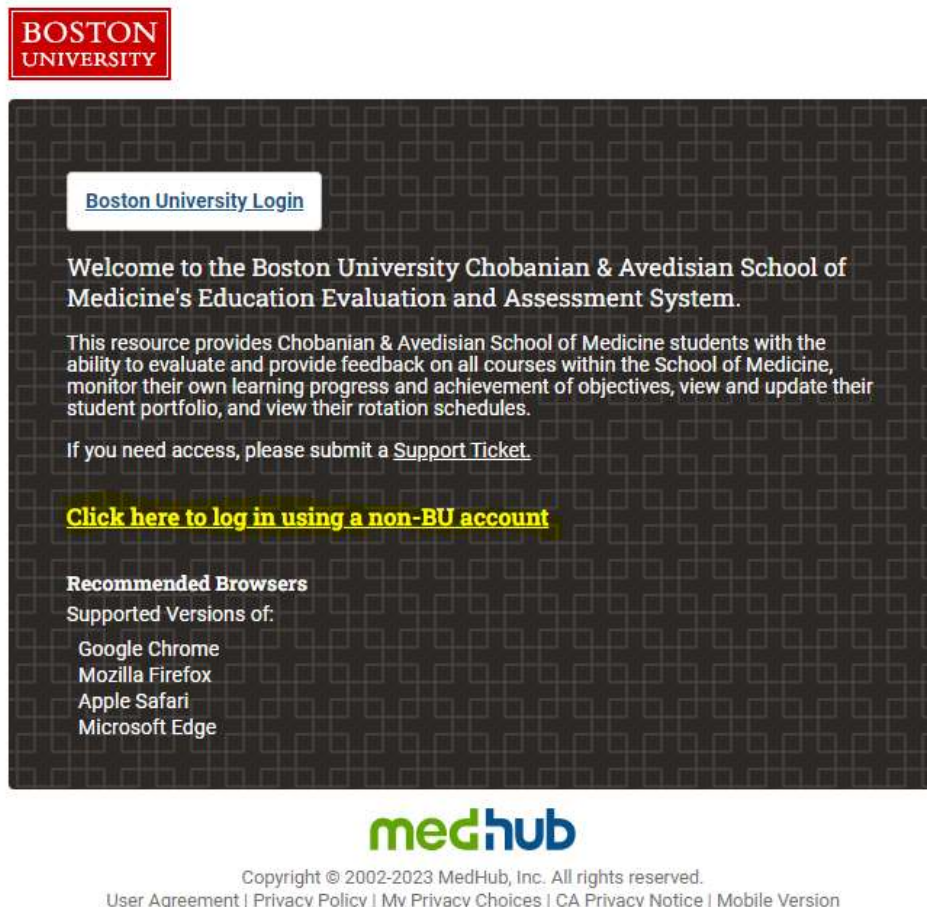 BOSTON
UNIVERSITY
Boston University Login
Welcome to the Boston University Chobanian & Avedisian School of
Medicine's Education Evaluation and Assessment System.
This resource provides Chobanian & Avedisian School of Medicine students with the
ability to evaluate and provide feedback on all courses within the School of Medicine,
monitor their own learning progress and achievement of objectives, view and update their
student portfolio, and view their rotation schedules.
If you need access, please submit a Support Ticket.
Click here to log in using a non-BU account
Recommended Browsers
Supported Versions of:
Google Chrome
Mozilla Firefox
Apple Safari
Microsoft Edge
medhub
Copyright © 2002-2023 MedHub, Inc. All rights reserved.
User Agreement | Privacy Policy | My Privacy Choices | CA Privacy Notice | Mobile Version